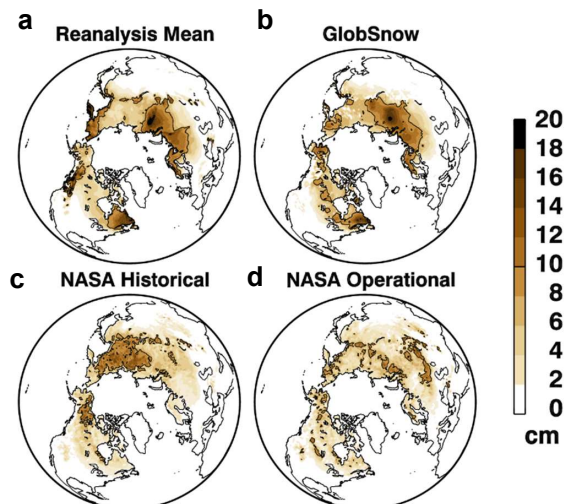 a
Reanalysis Mean
b
GlobSnow
c
NASA Historical
d
NASA Operational
20
18
16
14
12
10
8
6
4
2
0
cm